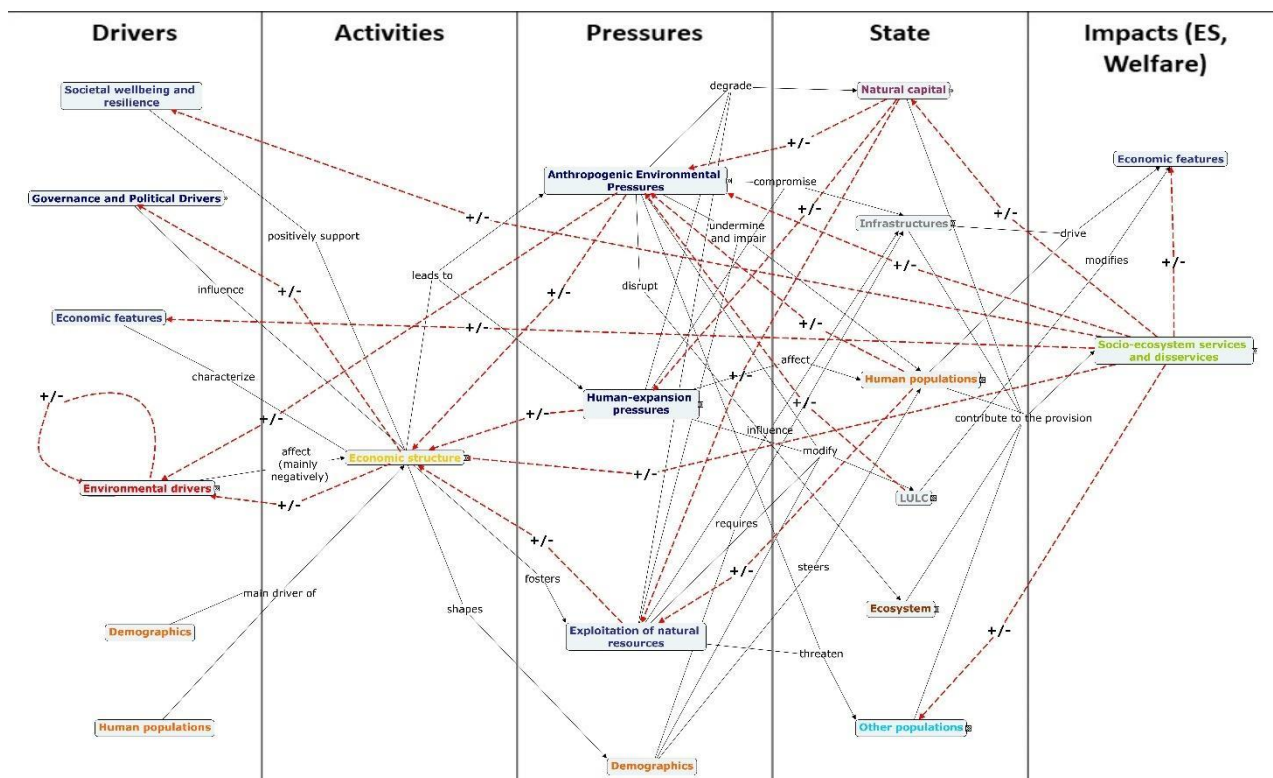 Drivers
Activities
Pressures
State
Impacts (ES,
Welfare)
Societal wellbeing and
resilience
degrade
Natural capital
+/-
Economic features
Anthropogenic Environmental
Pressures
compromise
Governance and Political Drivers
+/-
+/-
Infrastructures
positively support
undermine
and impair
drive
leads to
+/-
modifies
+/-
influence
+/-
+/-
disrupt
Economic features
+/-
+/-
Socio-ecosystem services
and disservices
characterize
affect
+/-
Human populations
+/-
Human-expansion
pressures
+/-
+/-
+/-
contribute to the provision
influence
modify
Economic structure
affect
(mainly
negatively)
+/-
Environmental drivers
LULC
+/-
requires
+/-
fosters
steers
+/-
main driver of
shapes
Ecosystem
Demographics
Exploitation of natural
resources
+/-
threaten
Human populations
Other populations
Demographics